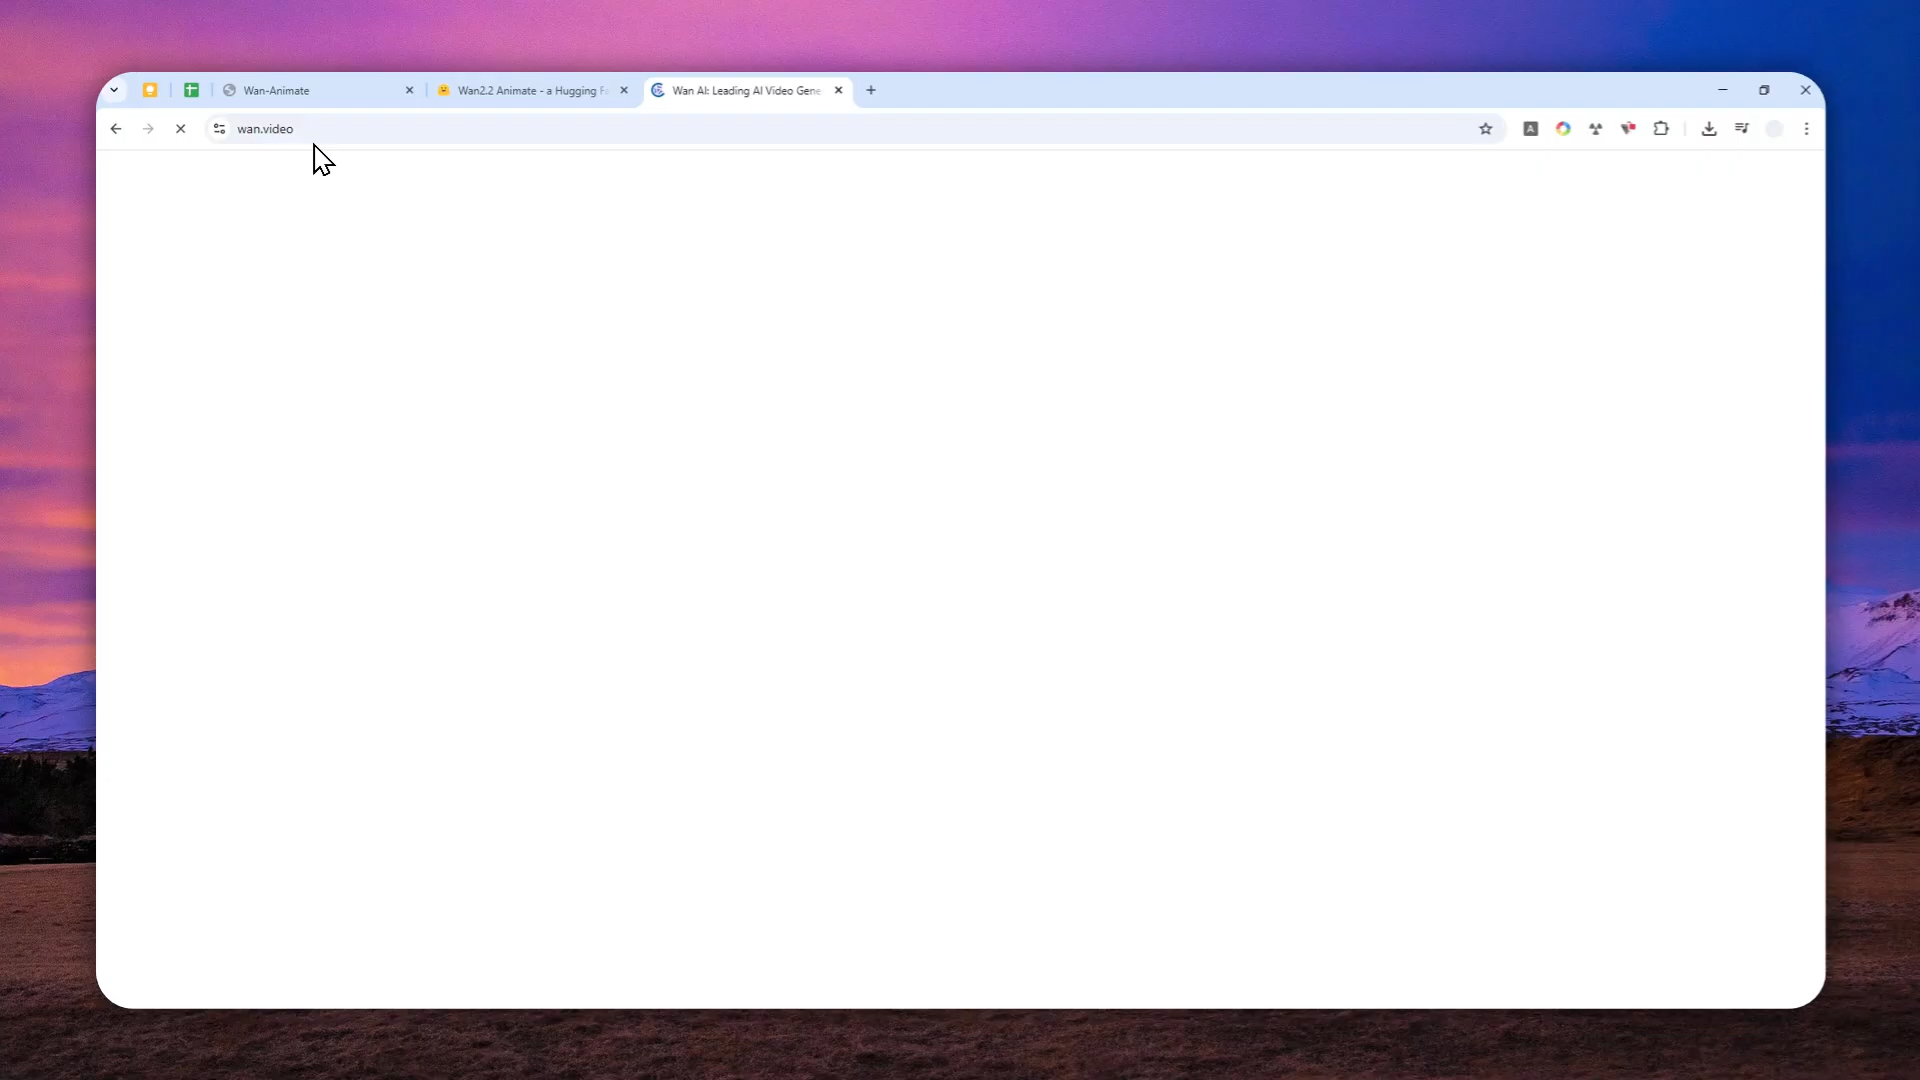 Wan-Animate
Wan2.2 Animate - a Hugging F
Wan AI: Leading AI Video Gene
wan.video
A